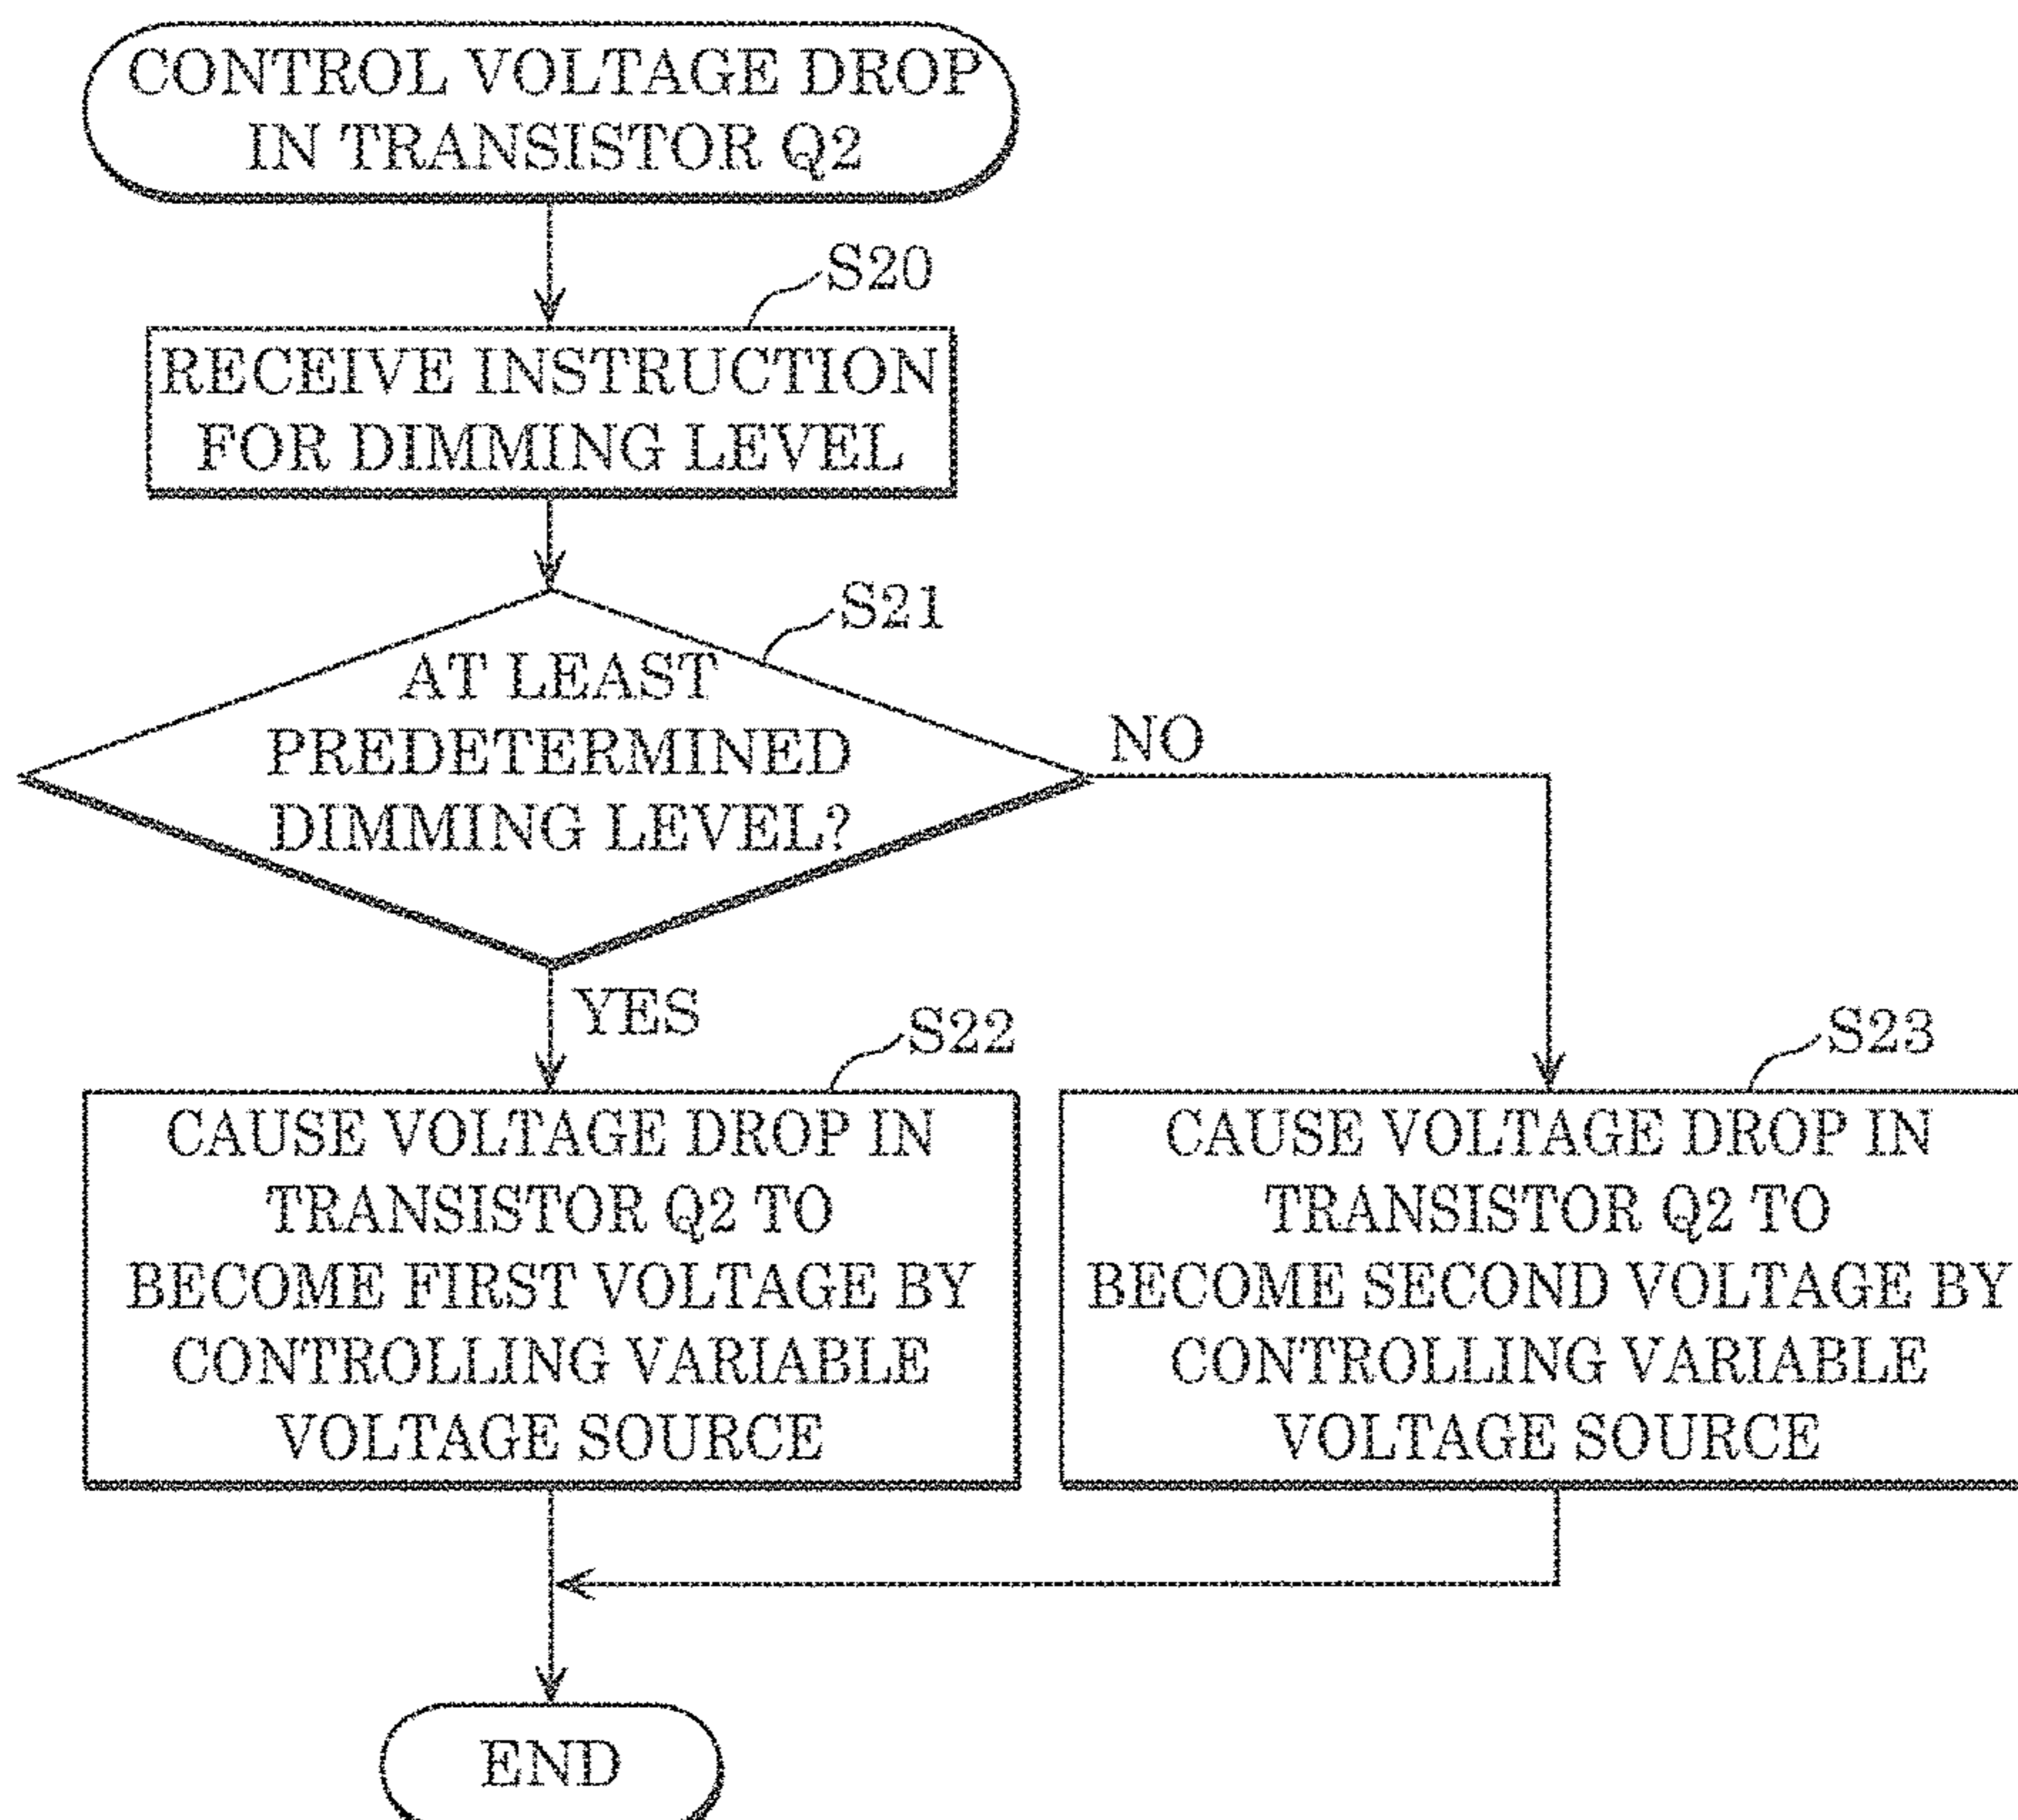 CONTROL VOLTAGE DROP
IN TRANSISTOR Q2
S20
RECEIVE INSTRUCTION
FOR DIMMING LEVEL
S21
AT LEAST
PREDETERMINED
DIMMING LEVEL?
NO
YES
S22
CAUSE VOLTAGE DROP IN
TRANSISTOR Q2 TO
BECOME FIRST VOLTAGE BY
CONTROLLING VARIABLE
VOLTAGE SOURCE
S23
CAUSE VOLTAGE DROP IN
TRANSISTOR Q2 TO
BECOME SECOND VOLTAGE BY
CONTROLLING VARIABLE
VOLTAGE SOURCE
END